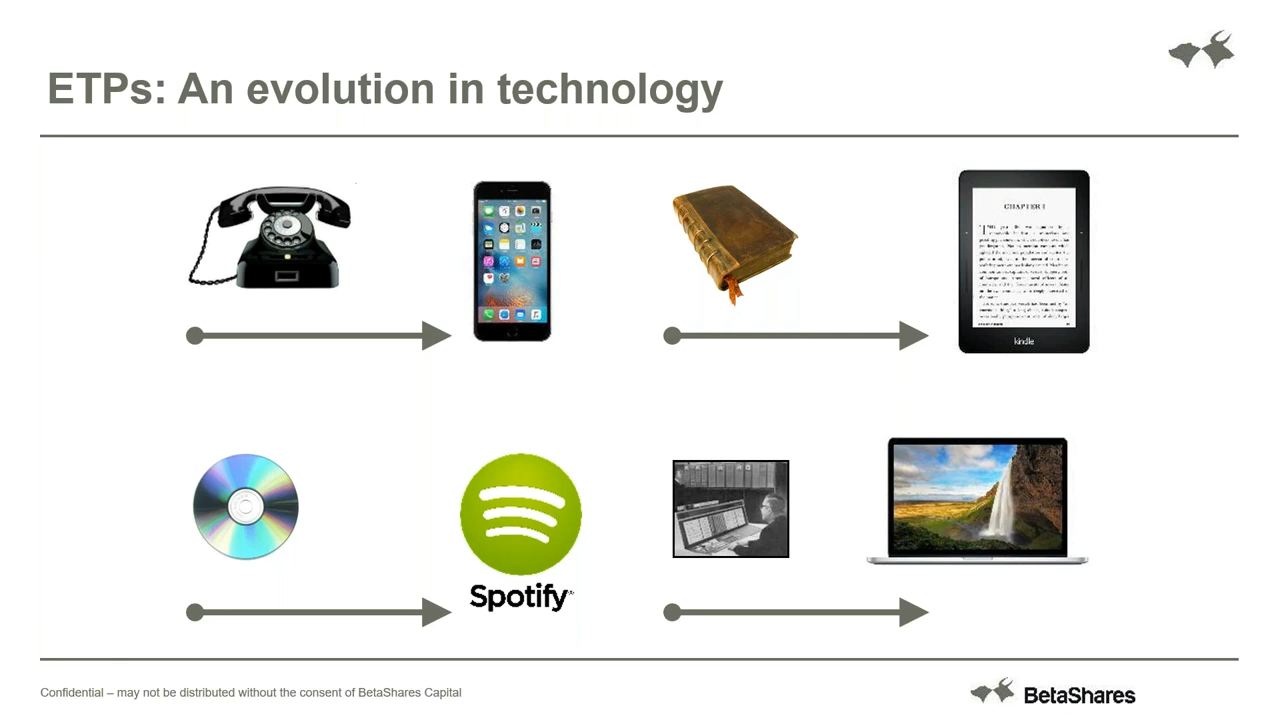 ETPs: An evolution in technology
CHAPTER I
kindle
Spotify
Confidential – may not be distributed without the consent of BetaShares Capital
BetaShares